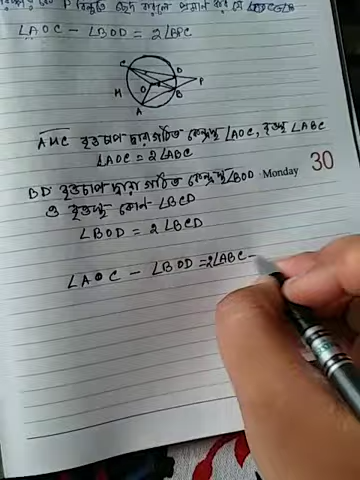 ∠AOC - ∠BOD = 2∠BPC
C
D
P
O
B
M
A
AMC বৃত্তচাপ দ্বারা গঠিত কেন্দ্রস্থ ∠AOC, বৃত্তস্থ ∠ABC
∠AOC = 2∠ABC
BD বৃত্তচাপ দ্বারা গঠিত কেন্দ্রস্থ ∠BOD
Monday 30
ও বৃত্তস্থ কোন ∠BCD
∠BOD = 2∠BCD
∠AOC - ∠BOD = 2∠ABC -